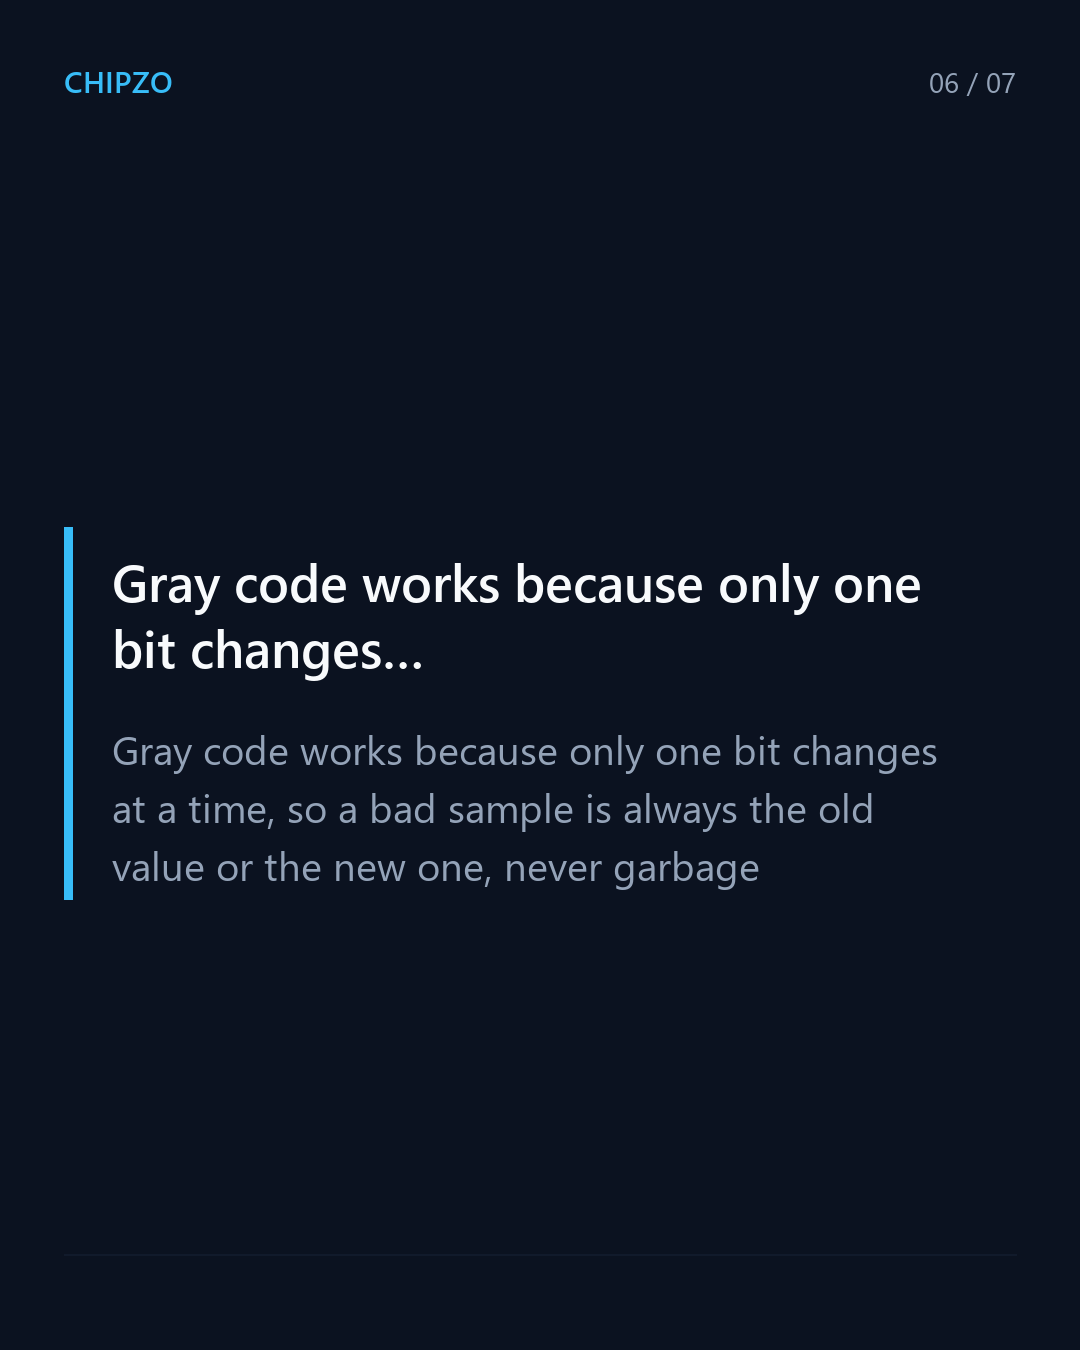 CHIPZO
06 / 07
Gray code works because only one
bit changes...
Gray code works because only one bit changes
at a time, so a bad sample is always the old
value or the new one, never garbage